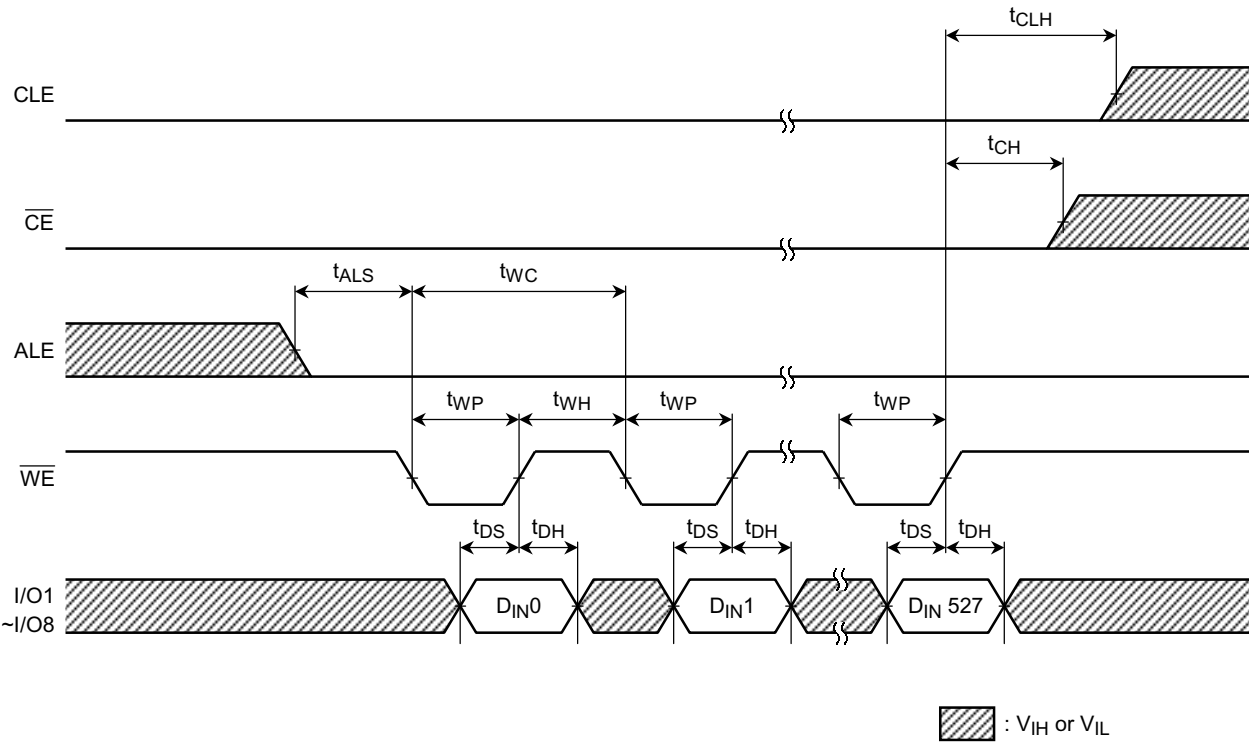 tCLH
CLE
tCH
CE
tALS
tWC
ALE
tWP
tWH
tWP
tWP
WE
tDS
tDH
tDS
tDH
tDS
tDH
I/O1
~I/O8
DIN0
DIN1
DIN 527
: VIH or VIL